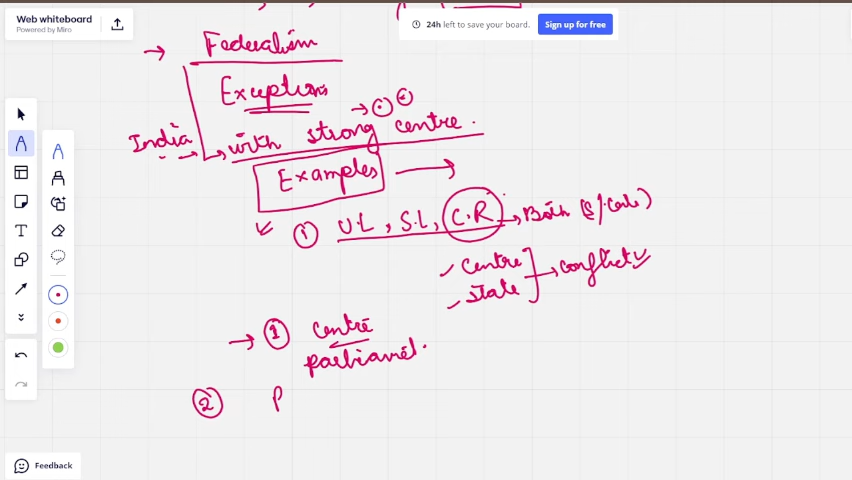 Web whiteboard
Powered by Miro
24h left to save your board.
Sign up for free
→ Federalism
Exceptions
India → with strong centre.
Examples →
① U.L, S.L, C.R → Both (S/Cente)
centre
state → conflict
→ ① centre
parliament.
② P
Feedback